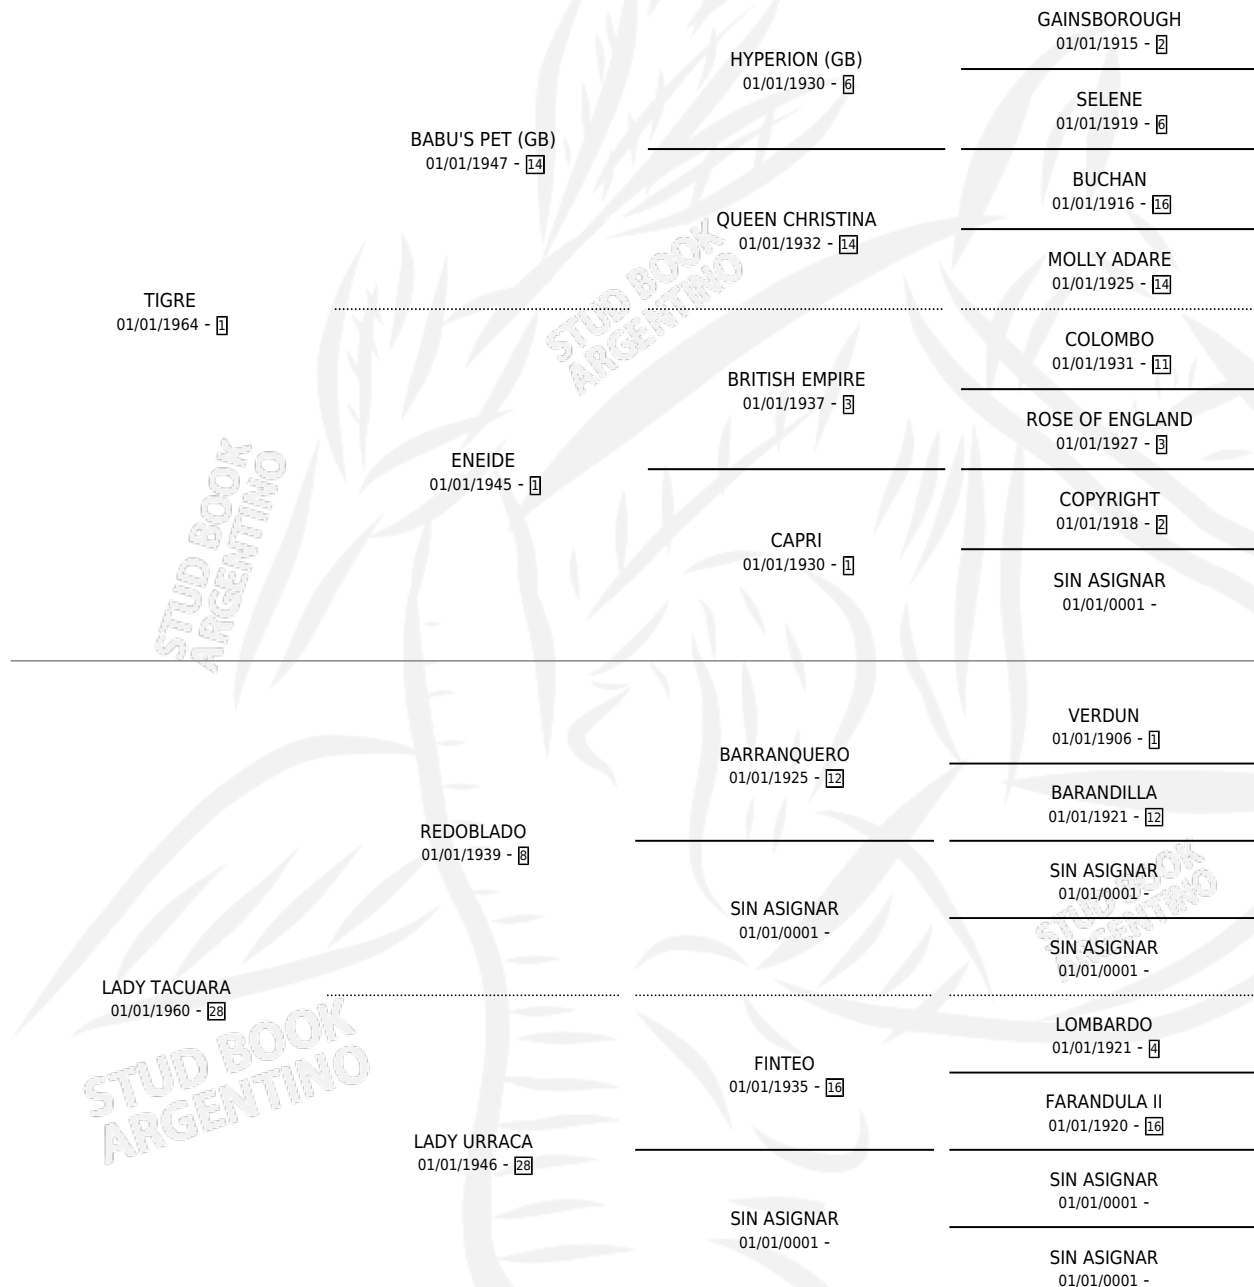 GAINSBOROUGH
01/01/1915 - 2
HYPERION (GB)
01/01/1930 - 6
SELENE
01/01/1919 - 6
BABU'S PET (GB)
01/01/1947 - 14
BUCHAN
01/01/1916 - 16
QUEEN CHRISTINA
01/01/1932 - 14
MOLLY ADARE
01/01/1925 - 14
TIGRE
01/01/1964 - 1
COLOMBO
01/01/1931 - 11
BRITISH EMPIRE
01/01/1937 - 3
ROSE OF ENGLAND
01/01/1927 - 3
ENEIDE
01/01/1945 - 1
COPYRIGHT
01/01/1918 - 2
CAPRI
01/01/1930 - 1
SIN ASIGNAR
01/01/0001 -
VERDUN
01/01/1906 - 1
BARRANQUERO
01/01/1925 - 12
BARANDILLA
01/01/1921 - 12
REDOBLADO
01/01/1939 - 8
SIN ASIGNAR
01/01/0001 -
SIN ASIGNAR
01/01/0001 -
SIN ASIGNAR
01/01/0001 -
LADY TACUARA
01/01/1960 - 28
LOMBARDO
01/01/1921 - 4
FINTEO
01/01/1935 - 16
FARANDULA II
01/01/1920 - 16
LADY URRACA
01/01/1946 - 28
SIN ASIGNAR
01/01/0001 -
SIN ASIGNAR
01/01/0001 -
SIN ASIGNAR
01/01/0001 -
STUD BOOK
ARGENTINO
STUD BOOK
ARGENTINO
STUD BOOK
ARGENTINO
STUD BOOK
ARGENTINO